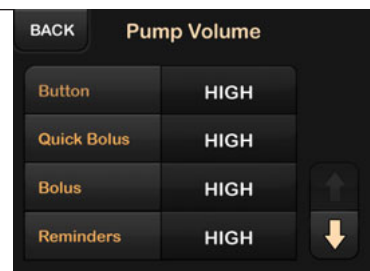 BACK Pump Volume
Button HIGH
Quick Bolus HIGH
Bolus HIGH
Reminders HIGH